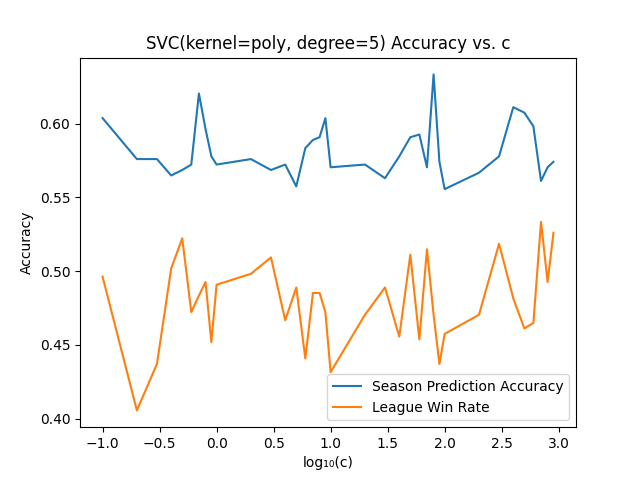 SVC(kernel=poly, degree=5) Accuracy vs. c
Accuracy
0.60
0.55
0.50
0.45
0.40
Season Prediction Accuracy
League Win Rate
−1.0 −0.5 0.0 0.5 1.0 1.5 2.0 2.5 3.0
log₁₀(c)